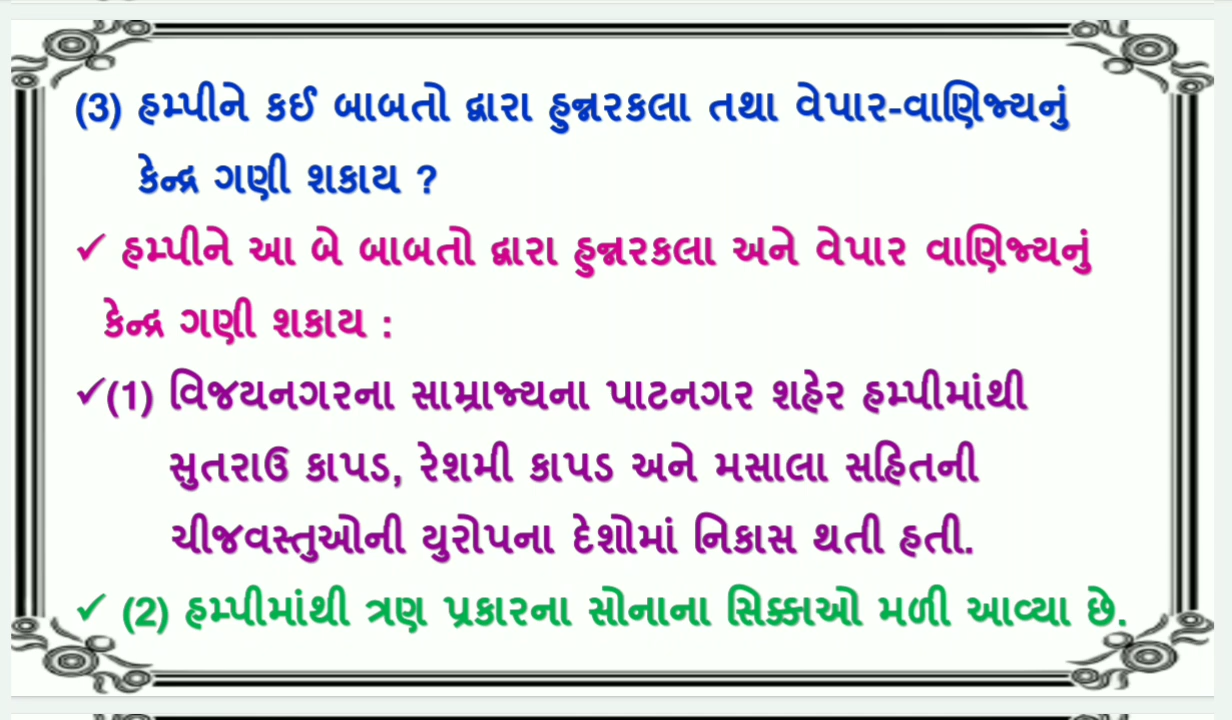 (3) હમ્પીને કઈ બાબતો દ્વારા હુન્નરકલા તથા વેપાર-વાણિજ્યનું
કેન્દ્ર ગણી શકાય ?
✓ હમ્પીને આ બે બાબતો દ્વારા હુન્નરકલા અને વેપાર વાણિજ્યનું
કેન્દ્ર ગણી શકાય :
✓(1) વિજયનગરના સામ્રાજ્યના પાટનગર શહેર હમ્પીમાંથી
સુતરાઉ કાપડ, રેશમી કાપડ અને મસાલા સહિતની
ચીજવસ્તુઓની યુરોપના દેશોમાં નિકાસ થતી હતી.
✓ (2) હમ્પીમાંથી ત્રણ પ્રકારના સોનાના સિક્કાઓ મળી આવ્યા છે.